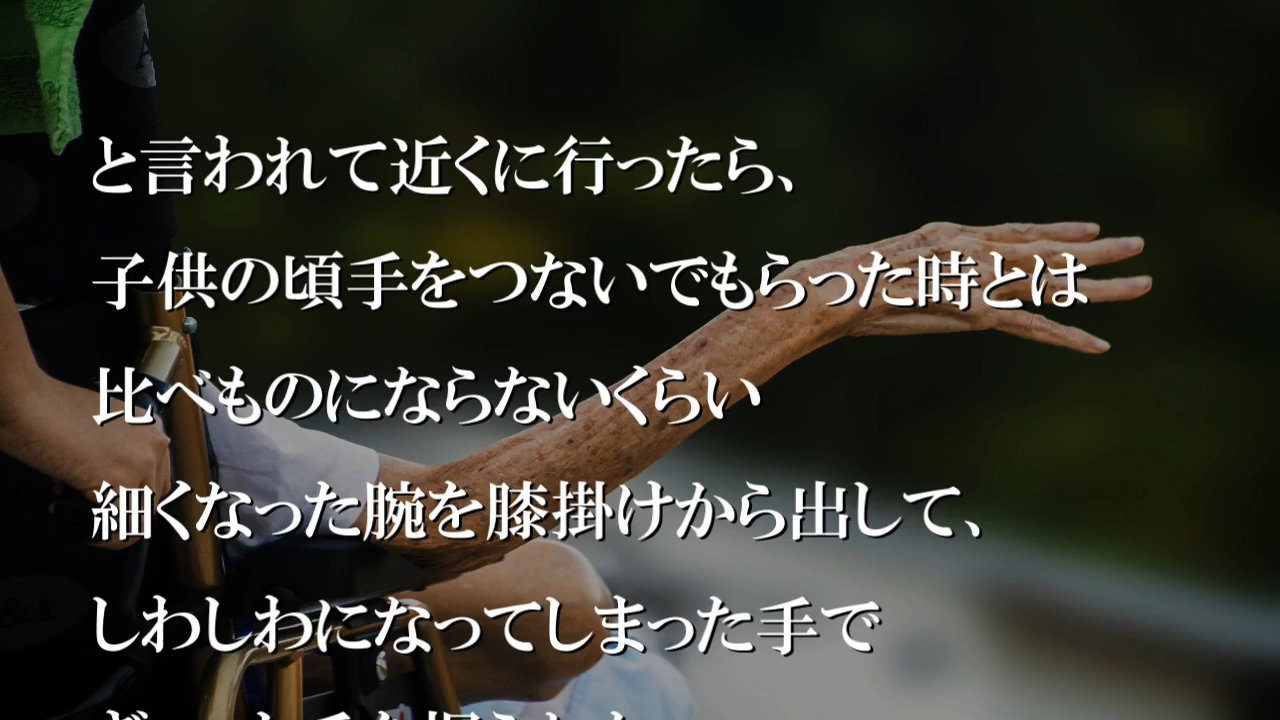 と言われて近くに行ったら、
子供の頃手をつないでもらった時とは
比べものにならないくらい
細くなった腕を膝掛けから出して、
しわしわになってしまった手で